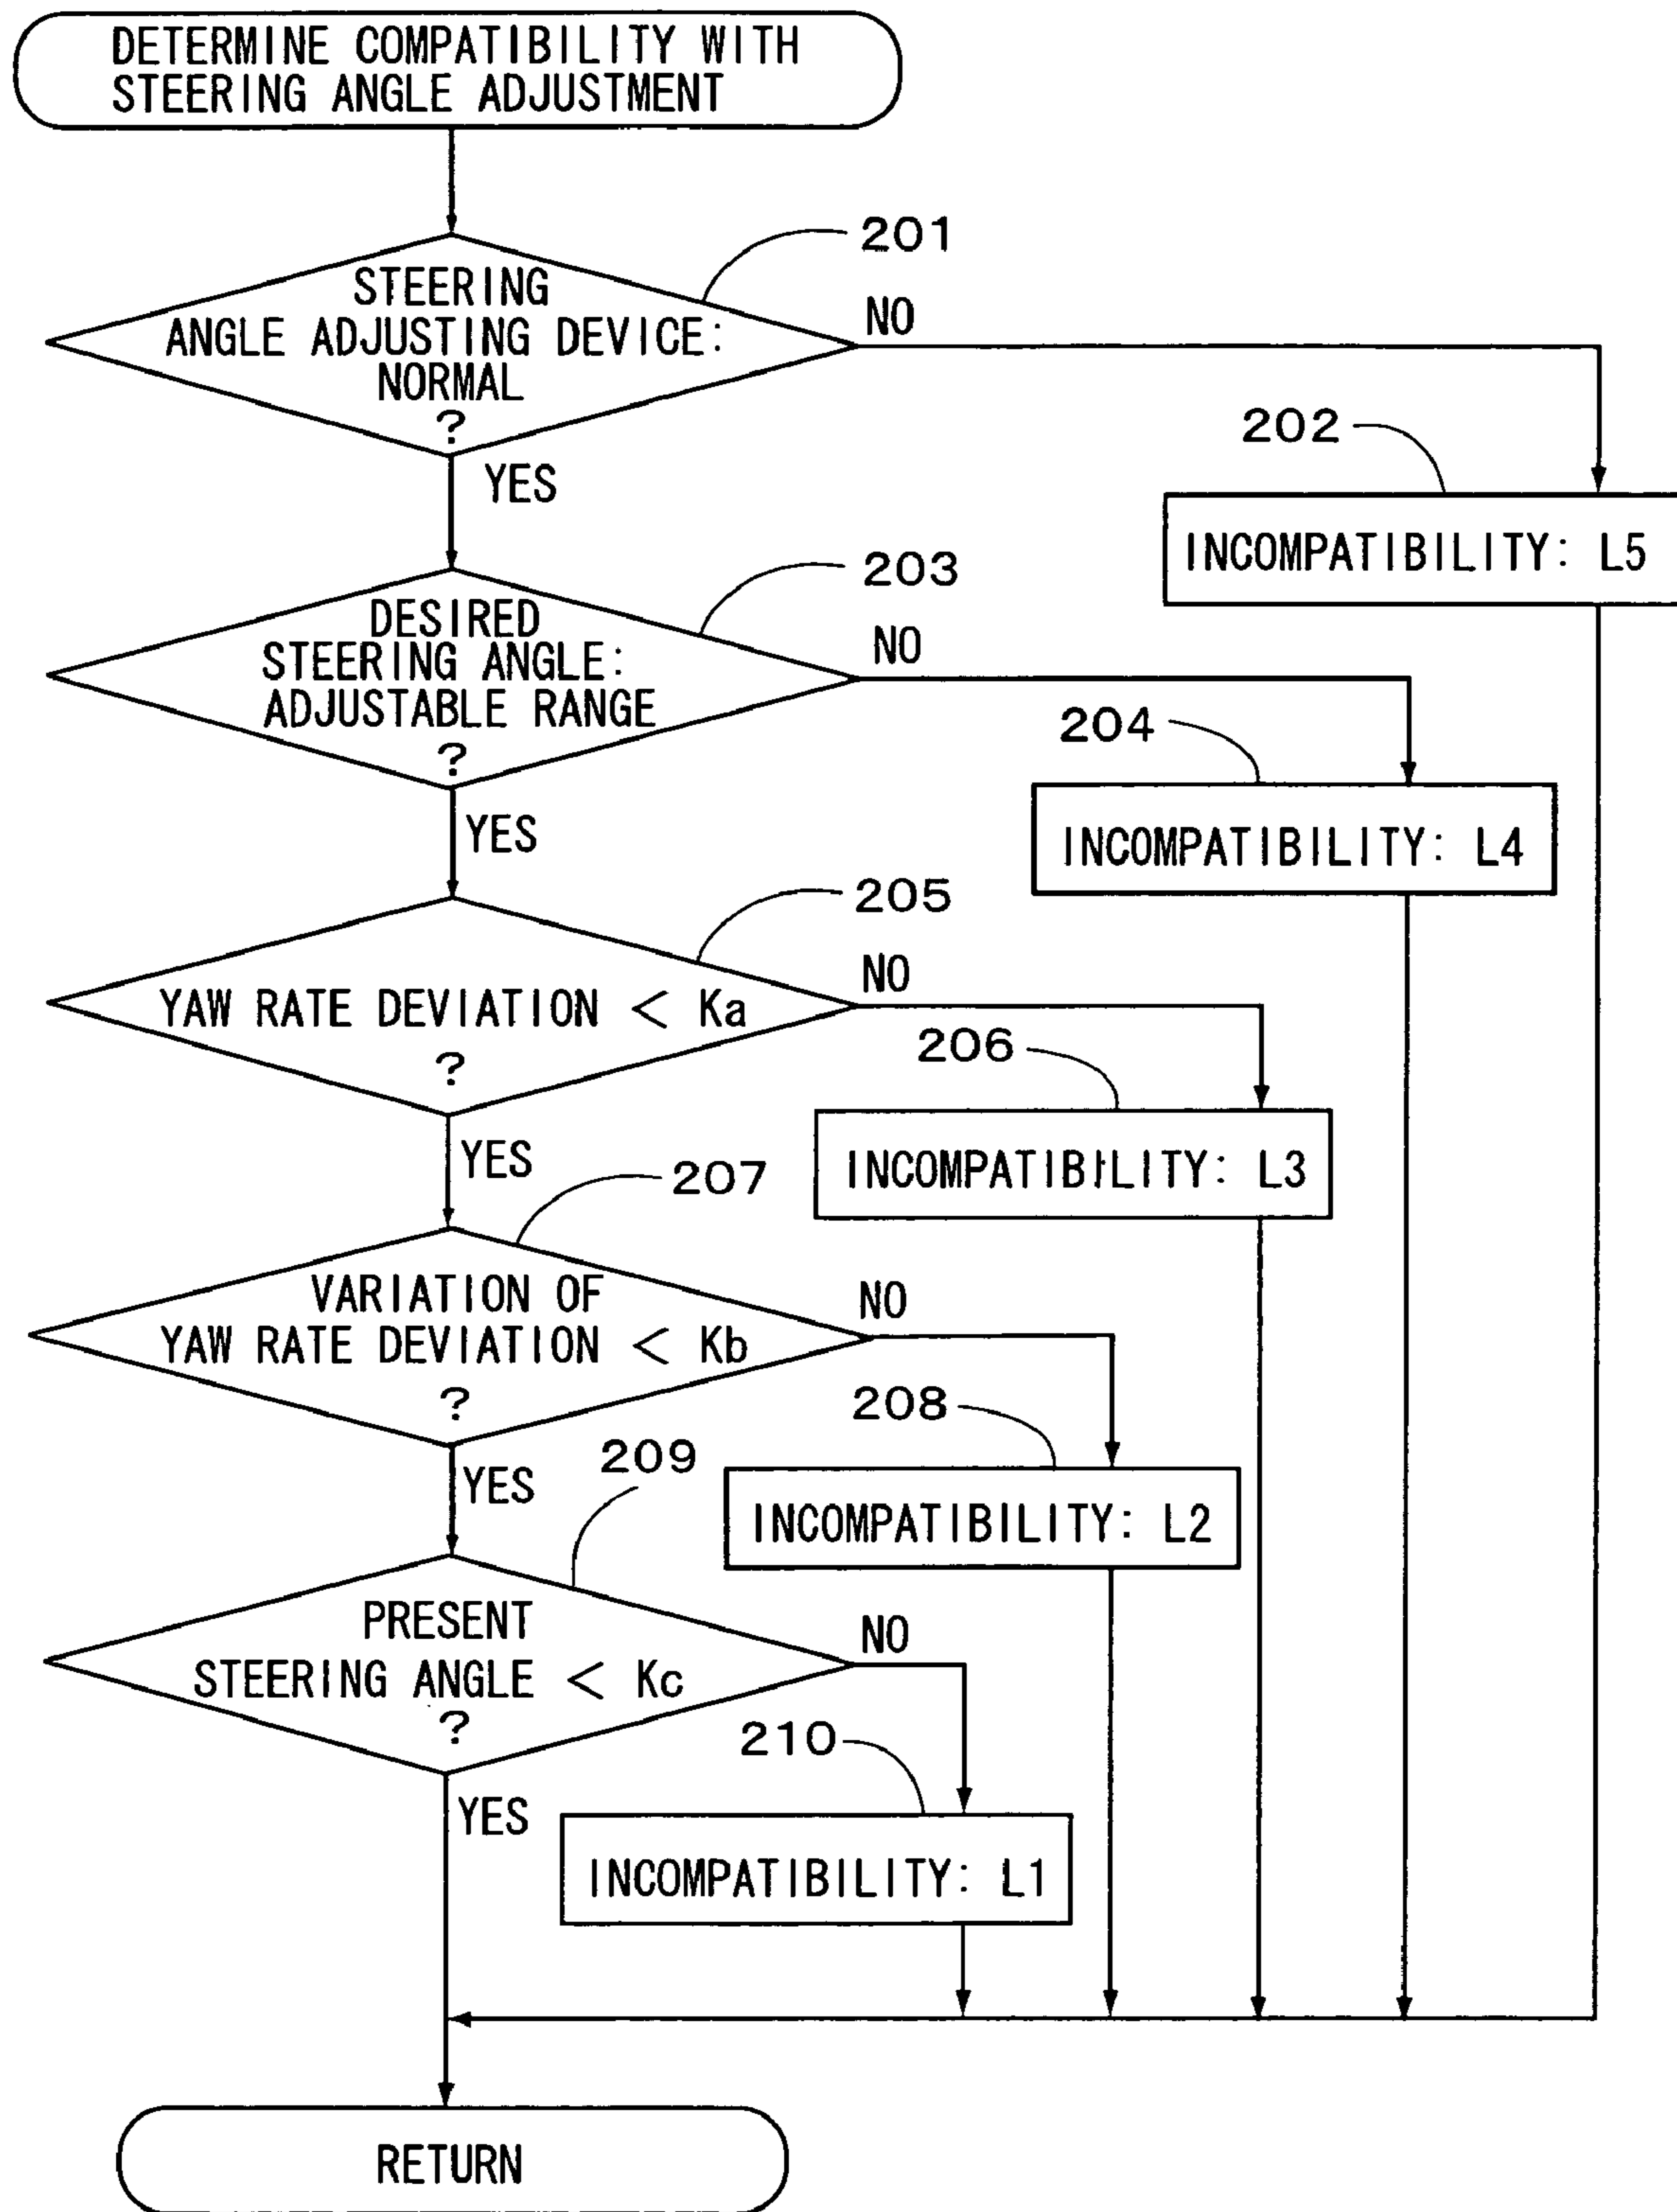 DETERMINE COMPATIBILITY WITH
STEERING ANGLE ADJUSTMENT
201
STEERING
ANGLE ADJUSTING DEVICE:
NORMAL
?
NO
YES
202
INCOMPATIBILITY: L5
203
DESIRED
STEERING ANGLE:
ADJUSTABLE RANGE
?
NO
YES
204
INCOMPATIBILITY: L4
205
YAW RATE DEVIATION < Ka
?
NO
YES
206
INCOMPATIBILITY: L3
207
VARIATION OF
YAW RATE DEVIATION < Kb
?
NO
YES
208
INCOMPATIBILITY: L2
209
PRESENT
STEERING ANGLE < Kc
?
NO
YES
210
INCOMPATIBILITY: L1
RETURN